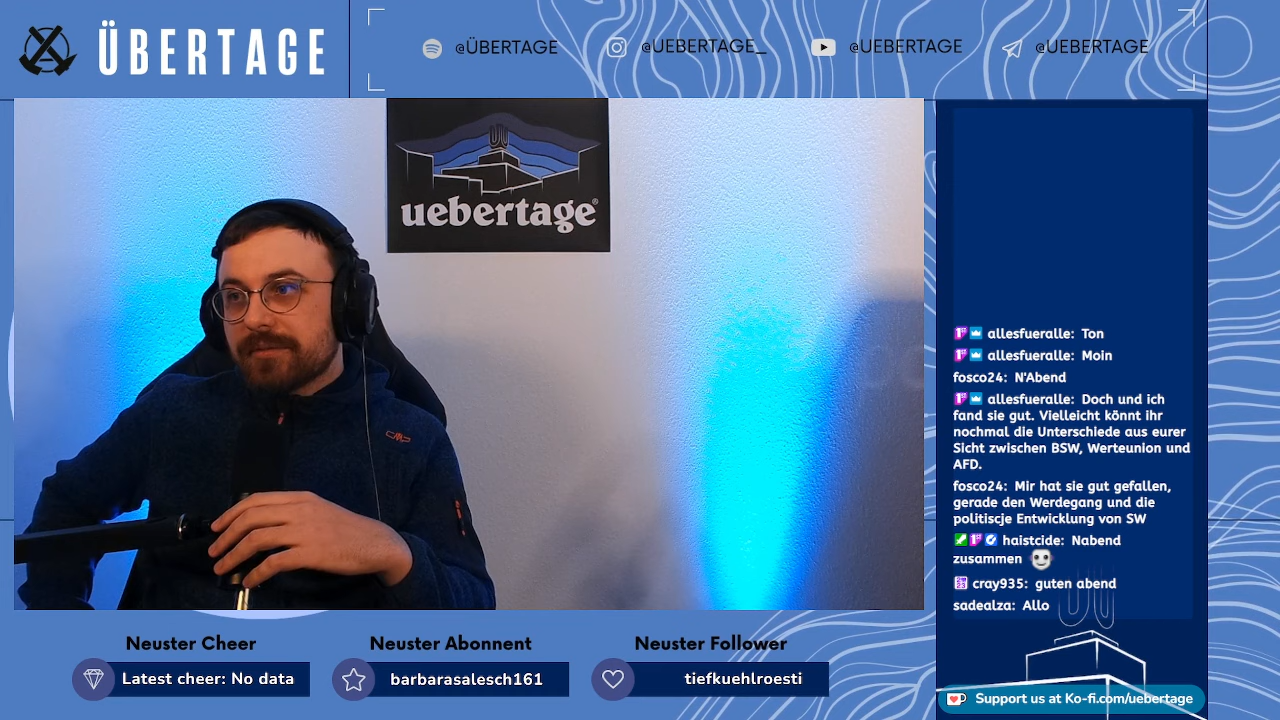 ÜBERTAGE
@ÜBERTAGE
@UEBERTAGE_
@UEBERTAGE
@UEBERTAGE
uebertage®
allesfueralle: Ton
allesfueralle: Moin
fosco24: N'Abend
allesfueralle: Doch und ich
fand sie gut. Vielleicht könnt ihr
nochmal die Unterschiede aus eurer
Sicht zwischen BSW, Werteunion und
AFD.
fosco24: Mir hat sie gut gefallen,
gerade den Werdegang und die
politiscje Entwicklung von SW
haistcide: Nabend
zusammen
cray935: guten abend
sadealza: Allo
Neuster Cheer
Latest cheer: No data
Neuster Abonnent
barbarasalesch161
Neuster Follower
tiefkuehlroesti
Support us at Ko-fi.com/uebertage